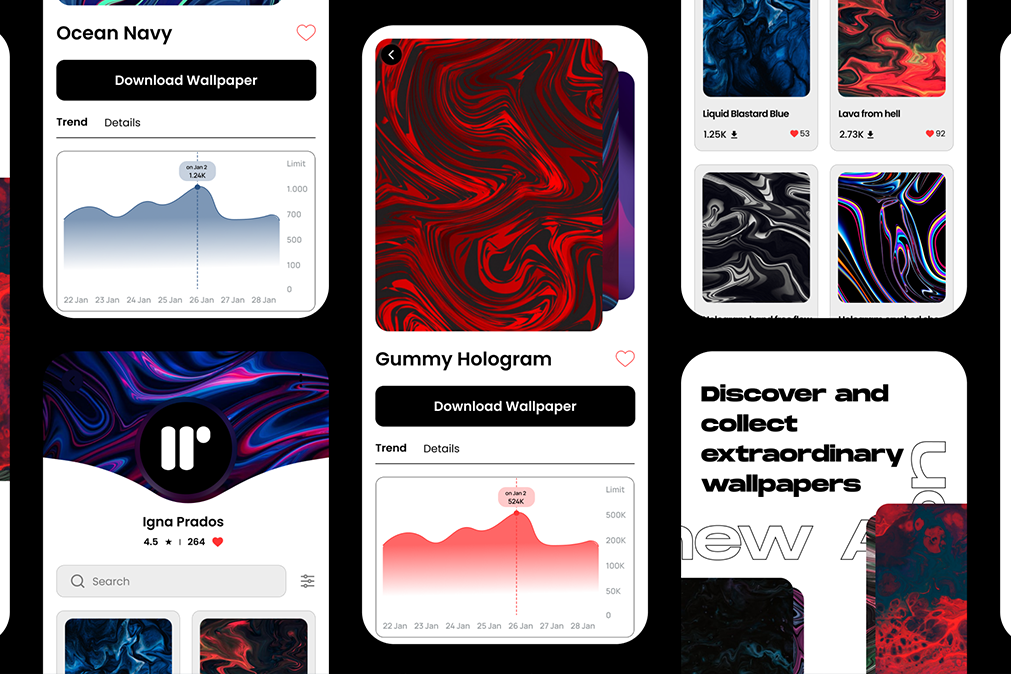 Ocean Navy
Download Wallpaper
Trend Details
Limit
on Jan 2
1.24K
1.000
700
500
100
0
22 Jan 23 Jan 24 Jan 25 Jan 26 Jan 27 Jan 28 Jan
Igna Prados
4.5 ★ | 264
Search
Gummy Hologram
Download Wallpaper
Trend Details
Limit
on Jan 2
524K
500K
200K
100K
50K
0
22 Jan 23 Jan 24 Jan 25 Jan 26 Jan 27 Jan 28 Jan
Liquid Blastard Blue
1.25K 53
Lava from hell
2.73K 92
Discover and
collect
extraordinary
wallpapers
new A